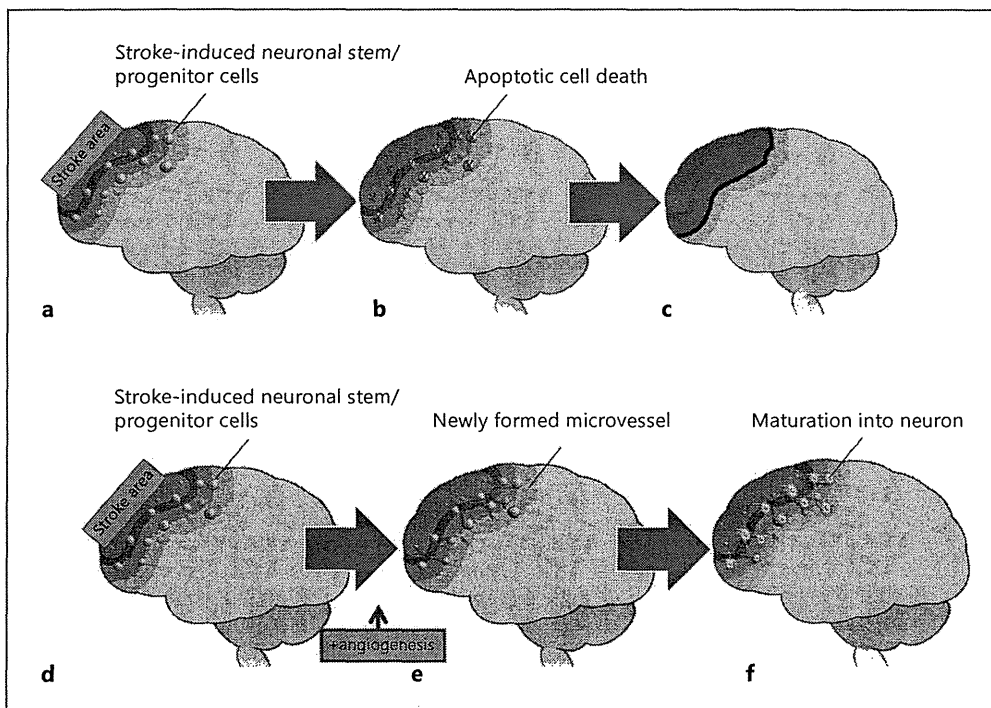 Stroke-induced neuronal stem/
progenitor cells
Apoptotic cell death
Stroke area
a
b
c
Stroke-induced neuronal stem/
progenitor cells
Newly formed microvessel
Maturation into neuron
Stroke area
+angiogenesis
d
e
f